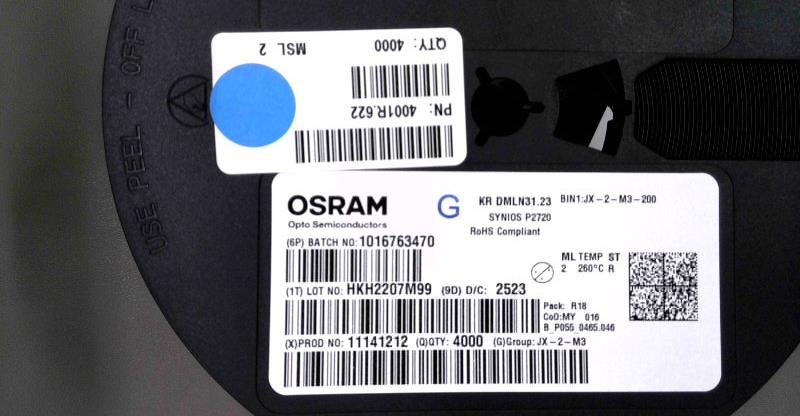 USE PEEL - OFF L
QTY: 4000 MSL 2
PN: 4001R.622
OSRAM
Opto Semiconductors
G
KR DMLN31.23 BIN1:JX-2-M3-200
SYNIOS P2720
RoHS Compliant
(6P) BATCH NO:1016763470
ML TEMP ST
2 260°C R
(1T) LOT NO: HKH2207M99 (9D) D/C: 2523
Pack: R18
CoO:MY 016
B_P055_0465.046
(X)PROD NO: 11141212 (Q)QTY: 4000 (G)Group: JX-2-M3